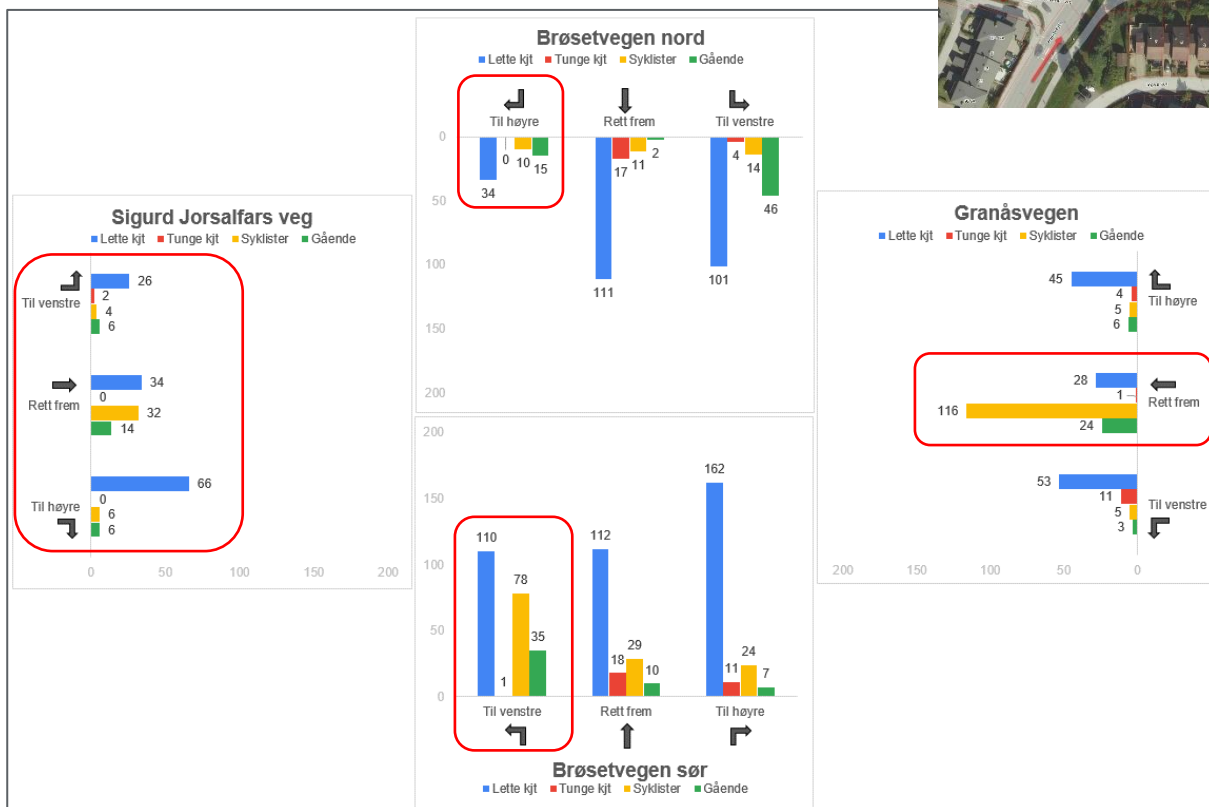 Brøsetvegen nord
Lette kjt Tunge kjt Syklister Gående
Til høyre Rett frem Til venstre
0
50
100
150
200
34 0 10 15
111 17 11 2
101 4 14 46
Sigurd Jorsalfars veg
Lette kjt Tunge kjt Syklister Gående
Til venstre
26
2
4
6
Rett frem
34
0
32
14
Til høyre
66
0
6
6
0 50 100 150 200
Granåsvegen
Lette kjt Tunge kjt Syklister Gående
45
4
5
6
Til høyre
28
1
116
24
Rett frem
53
11
5
3
Til venstre
200 150 100 50 0
200
150
100
50
0
110 1 78 35
112 18 29 10
162 11 24 7
Til venstre Rett frem Til høyre
Brøsetvegen sør
Lette kjt Tunge kjt Syklister Gående